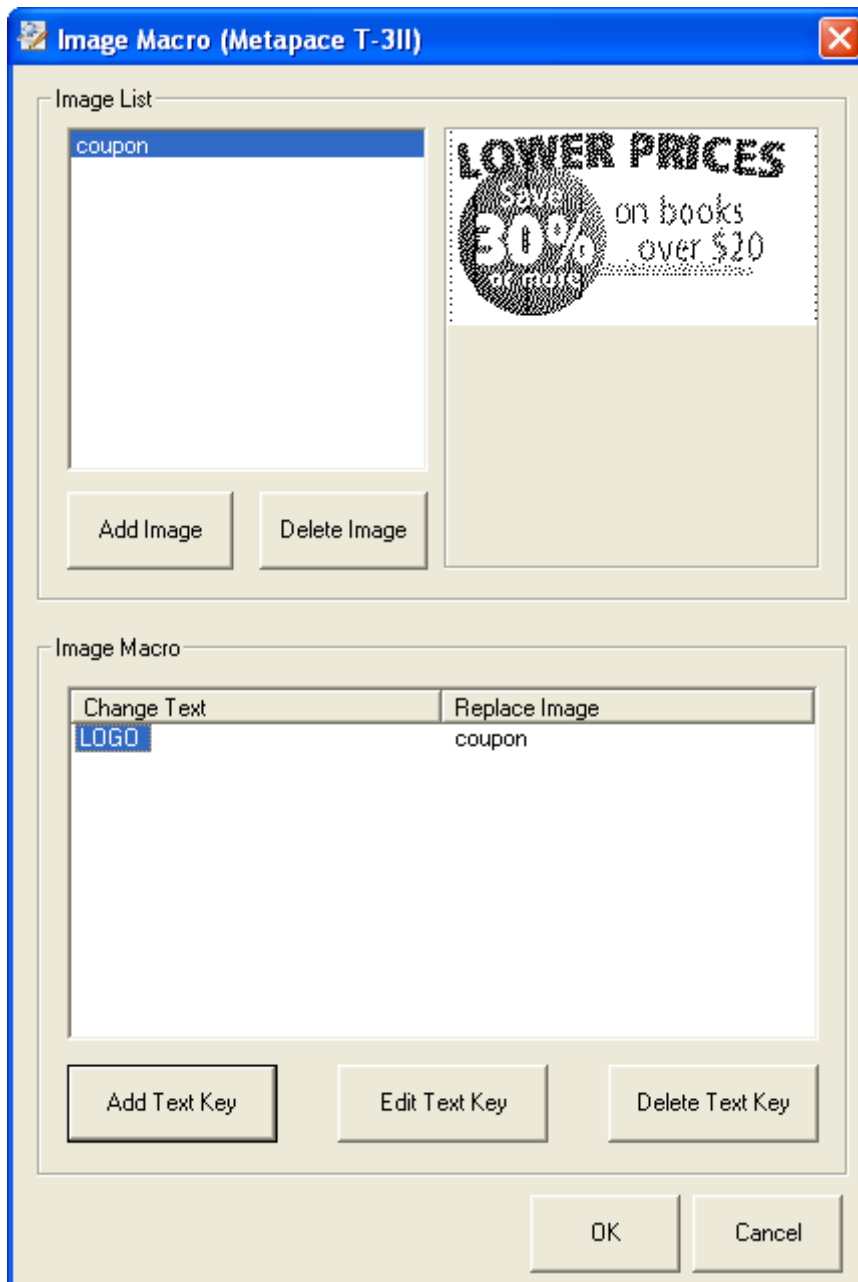 Image Macro (Metapace T-3II)
Image List
coupon
LOWER PRICES
Save
30%
or more
on books
over $20
Add Image
Delete Image
Image Macro
Change Text
Replace Image
LOGO
coupon
Add Text Key
Edit Text Key
Delete Text Key
OK
Cancel